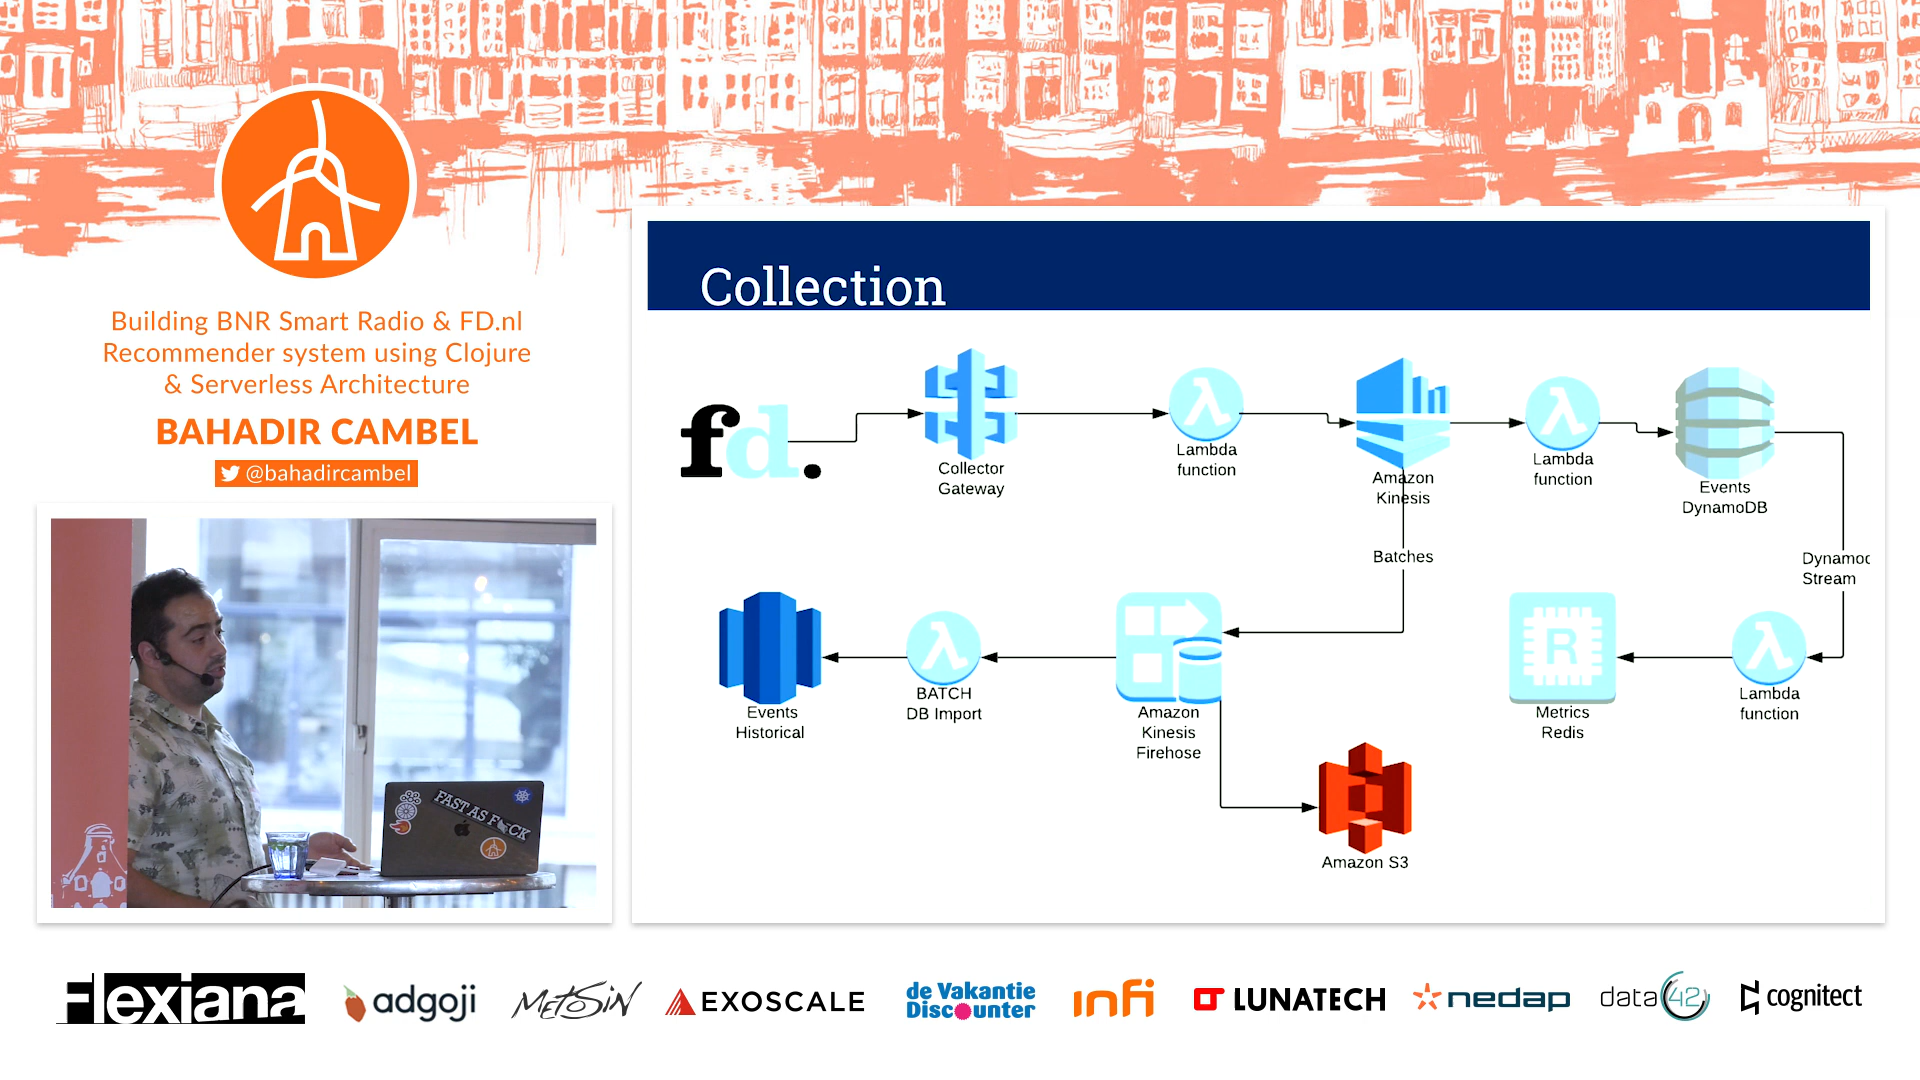 Building BNR Smart Radio & FD.nl
Recommender system using Clojure
& Serverless Architecture
BAHADIR CAMBEL
@bahadircambel
Collection
fd.
Collector
Gateway
Lambda
function
Amazon
Kinesis
Lambda
function
Events
DynamoDB
Batches
Dynamoc
Stream
Events
Historical
BATCH
DB Import
Amazon
Kinesis
Firehose
R
Metrics
Redis
Lambda
function
Amazon S3
FAST AS F CK
Flexiana
adgoji
METOSIN
EXOSCALE
de Vakantie
Discounter
infi
LUNATECH
nedap
data 42
cognitect